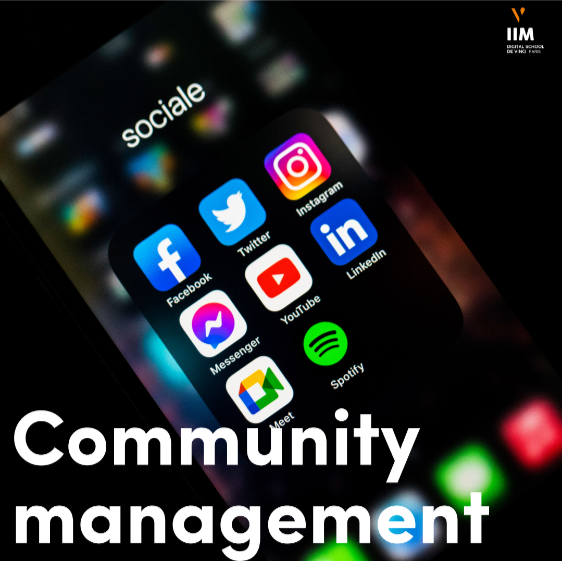 IIM
DIGITAL SCHOOL
DE VINCI PARIS
sociale
Instagram
Twitter
Facebook
LinkedIn
YouTube
Messenger
Spotify
Meet
Community
management